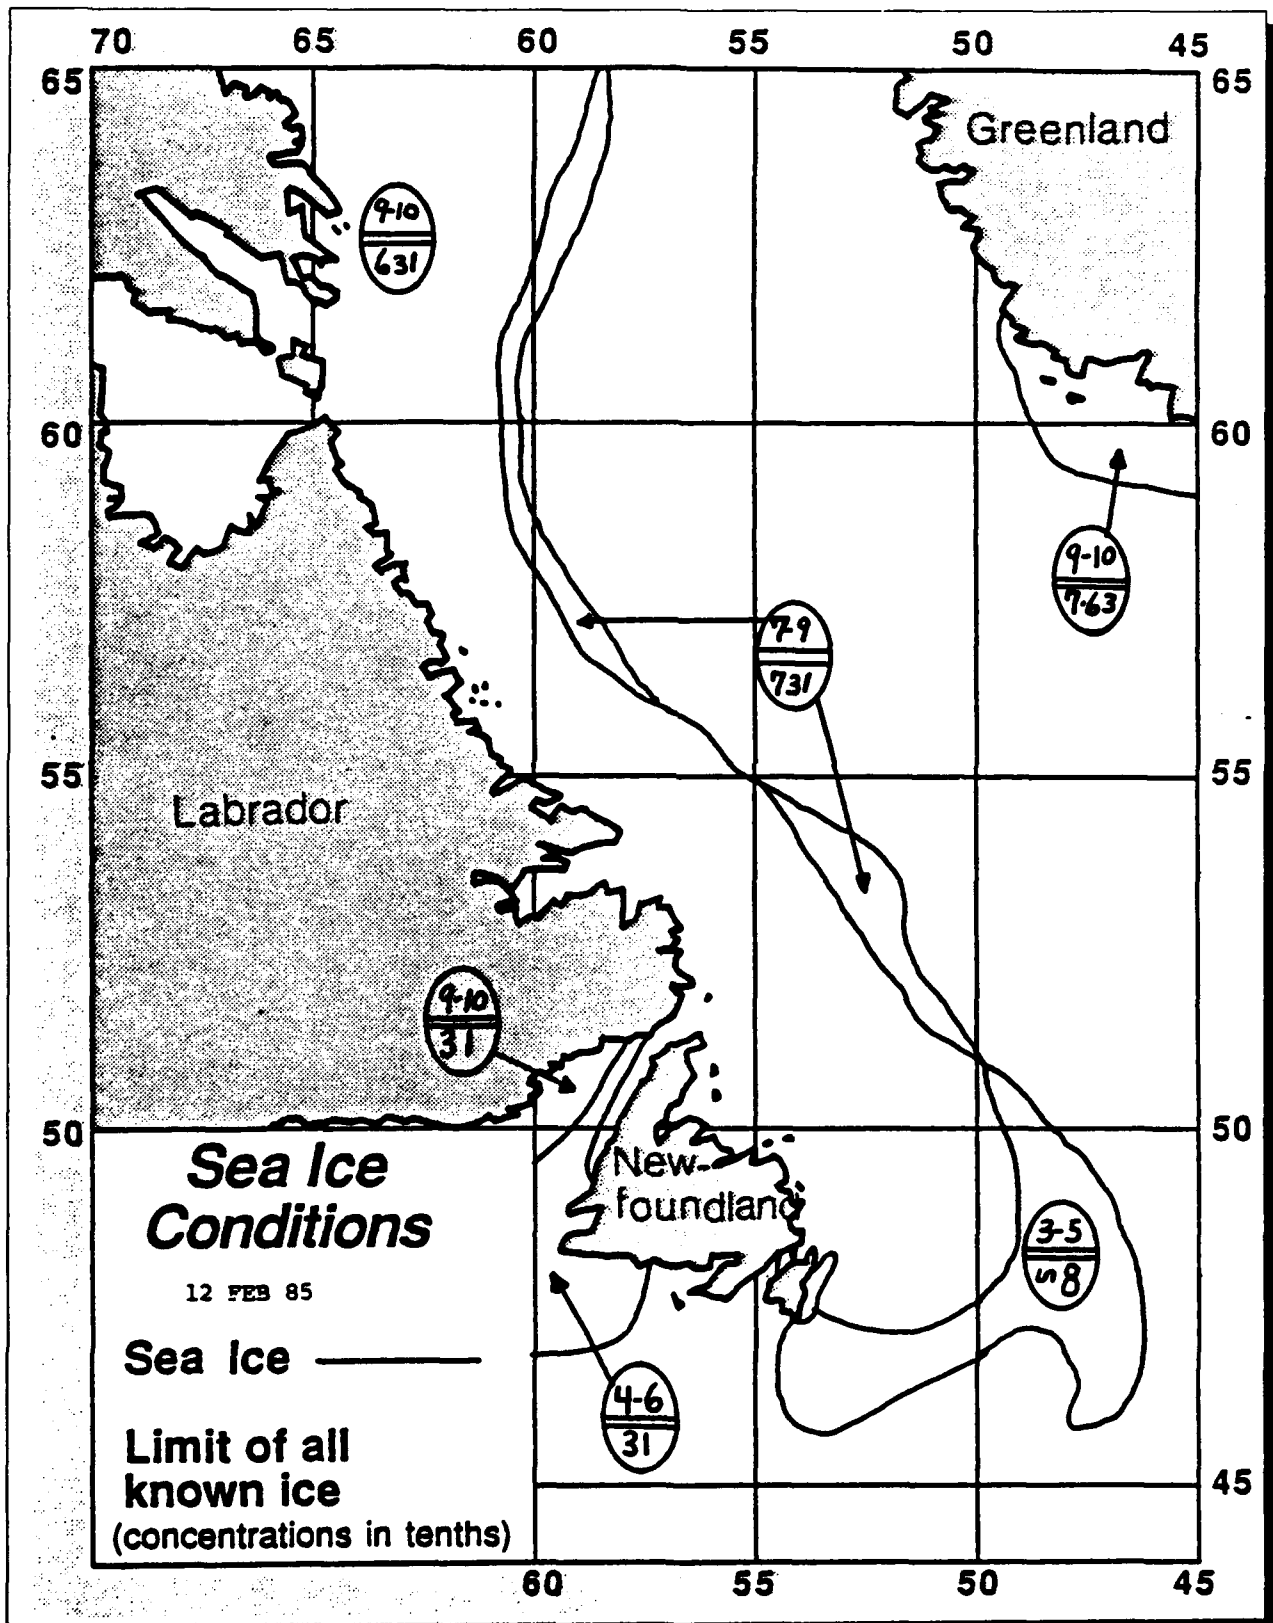 70 65 60 55 50 45
65 65
Greenland
9-10
631
60 60
9-10
7·63
7-9
731
55 55
Labrador
9-10
31
50 50
Sea Ice
Conditions
New-
foundland
3-5
8
12 FEB 85
Sea Ice
4-6
31
Limit of all
known ice
(concentrations in tenths)
45
60 55 50 45